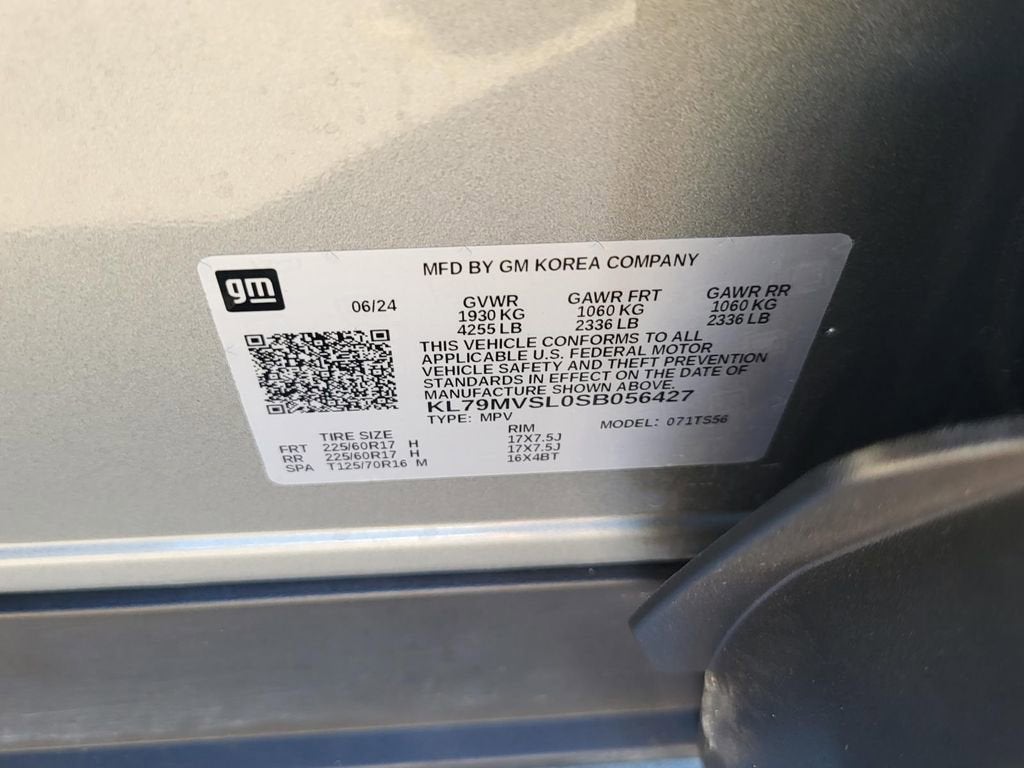 gm
MFD BY GM KOREA COMPANY
06/24
GVWR GAWR FRT GAWR RR
1930 KG 1060 KG 1060 KG
4255 LB 2336 LB 2336 LB
THIS VEHICLE CONFORMS TO ALL
APPLICABLE U.S. FEDERAL MOTOR
VEHICLE SAFETY AND THEFT PREVENTION
STANDARDS IN EFFECT ON THE DATE OF
MANUFACTURE SHOWN ABOVE.
KL79MVSL0SB056427
TYPE: MPV MODEL: 071TS56
TIRE SIZE RIM
FRT 225/60R17 H 17X7.5J
RR 225/60R17 H 17X7.5J
SPA T125/70R16 M 16X4BT